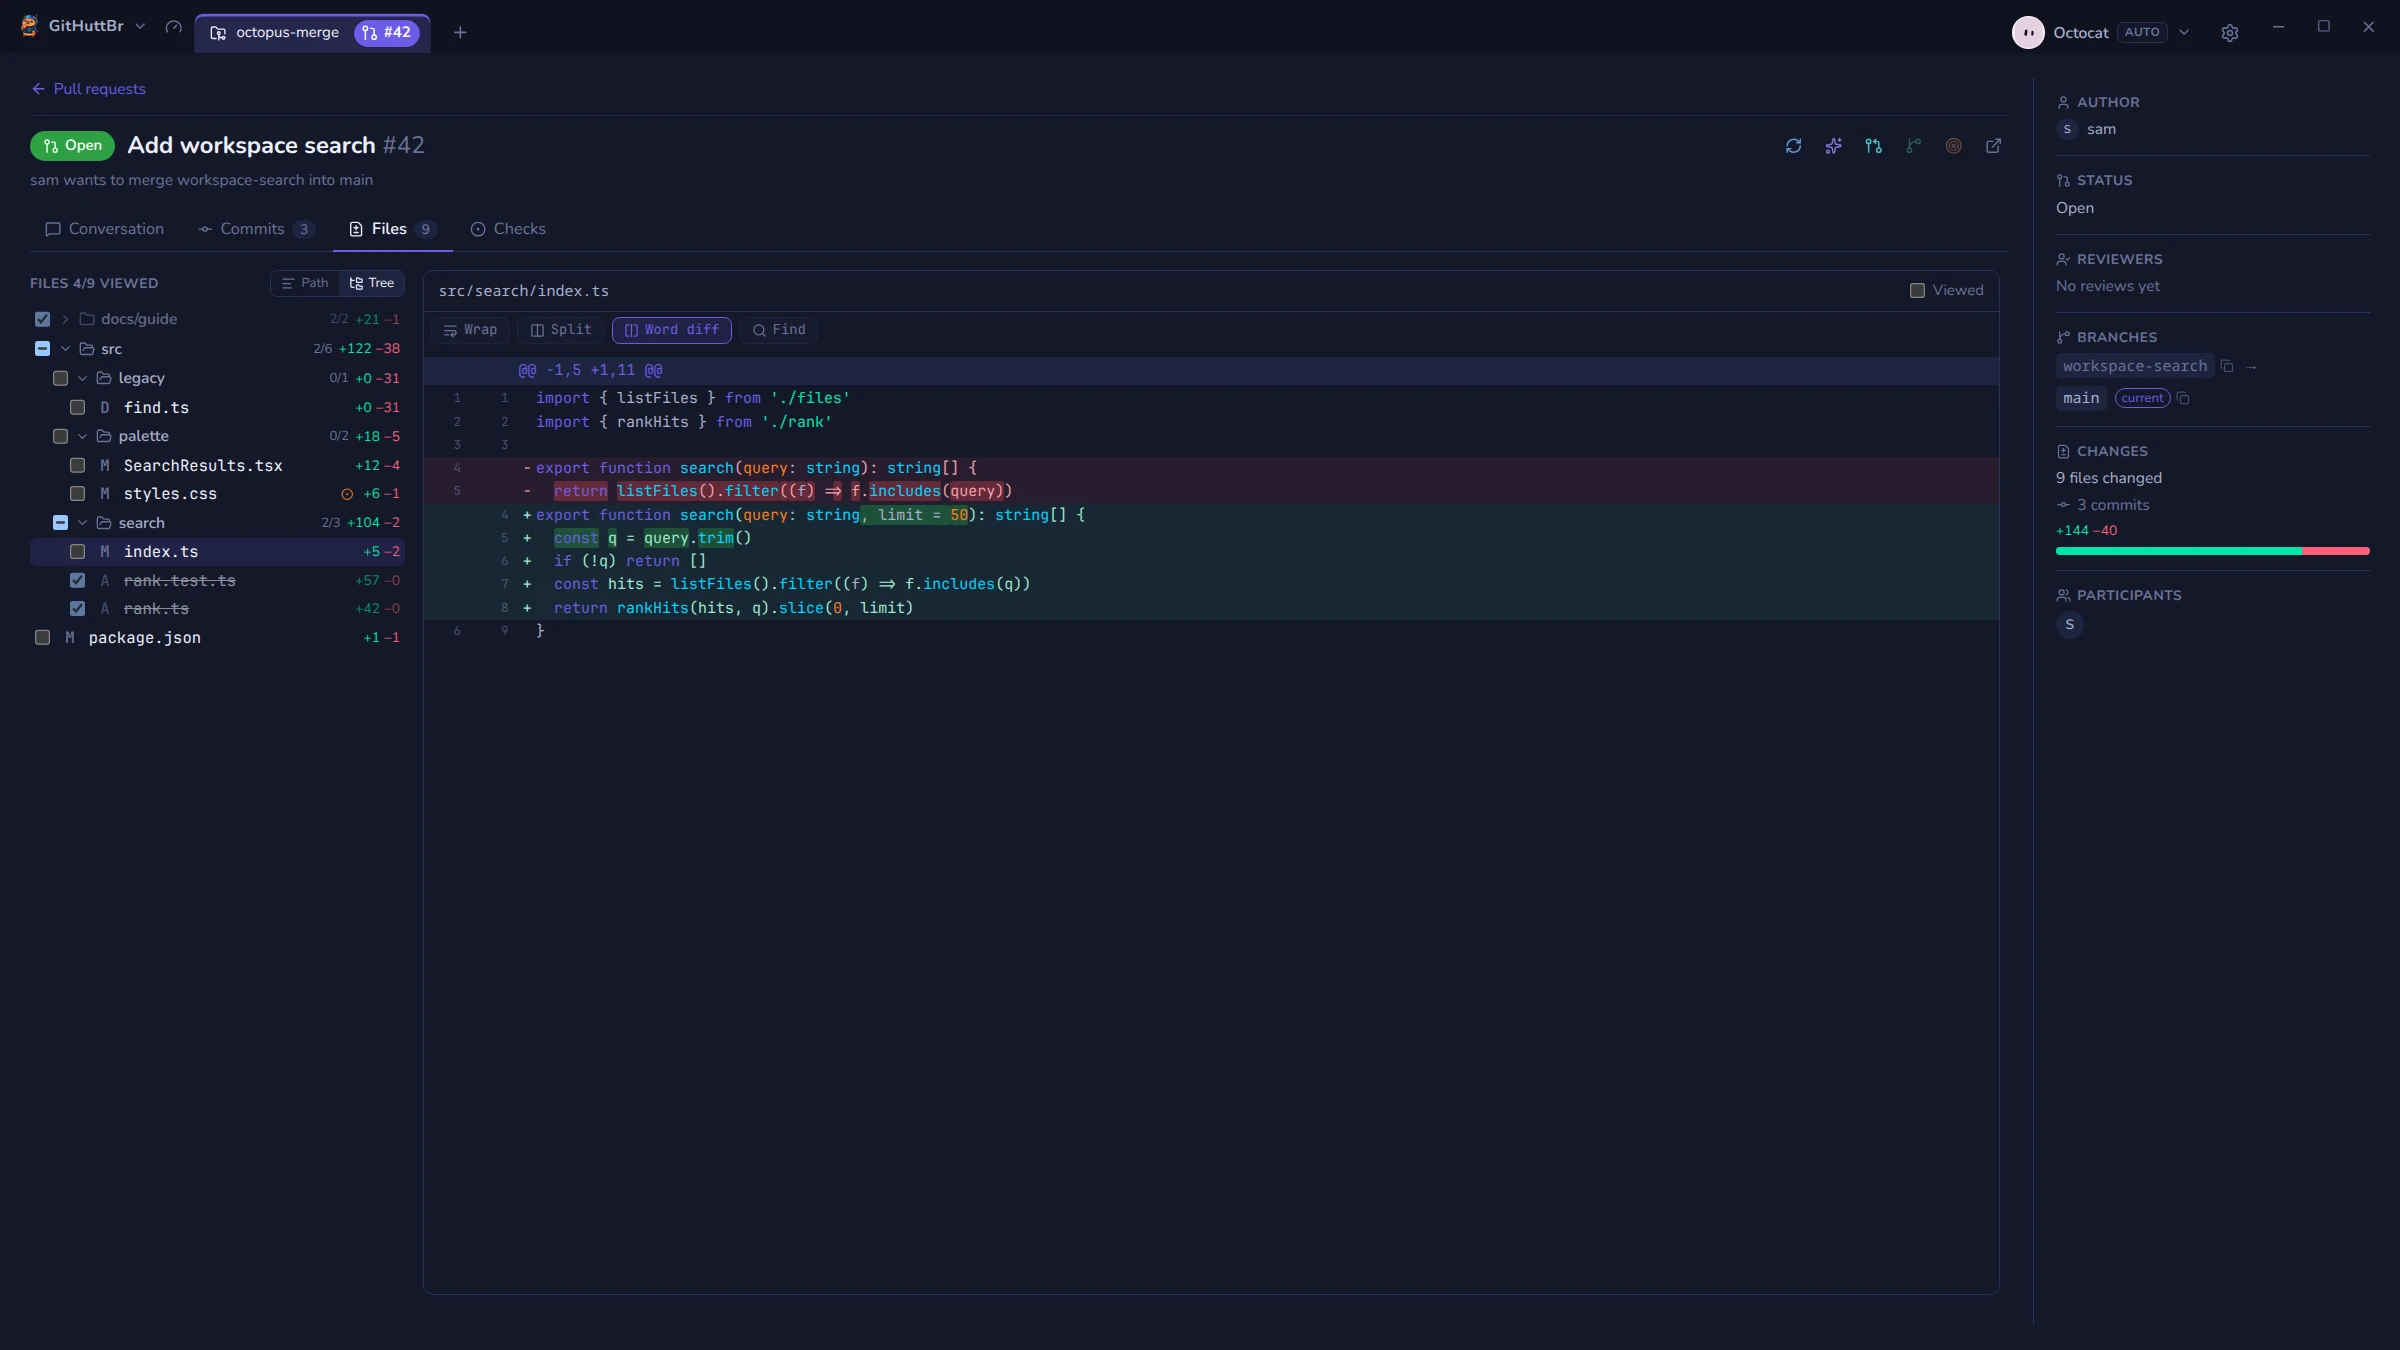 GitHuttBr
octopus-merge #42
Octocat AUTO
Pull requests
Open Add workspace search #42
sam wants to merge workspace-search into main
Conversation Commits 3 Files 9 Checks
FILES 4/9 VIEWED Path Tree
docs/guide 2/2 +21 −1
src 2/6 +122 −38
legacy 0/1 +0 −31
D find.ts +0 −31
palette 0/2 +18 −5
M SearchResults.tsx +12 −4
M styles.css +6 −1
search 2/3 +104 −2
M index.ts +5 −2
A rank.test.ts +57 −0
A rank.ts +42 −0
M package.json +1 −1
src/search/index.ts Viewed
Wrap Split Word diff Find
@@ -1,5 +1,11 @@
1 1 import { listFiles } from './files'
2 2 import { rankHits } from './rank'
3 3
4 - export function search(query: string): string[] {
5 - return listFiles().filter((f) => f.includes(query))
4 + export function search(query: string, limit = 50): string[] {
5 + const q = query.trim()
6 + if (!q) return []
7 + const hits = listFiles().filter((f) => f.includes(q))
8 + return rankHits(hits, q).slice(0, limit)
6 9 }
AUTHOR
S sam
STATUS
Open
REVIEWERS
No reviews yet
BRANCHES
workspace-search →
main current
CHANGES
9 files changed
3 commits
+144 −40
PARTICIPANTS
S